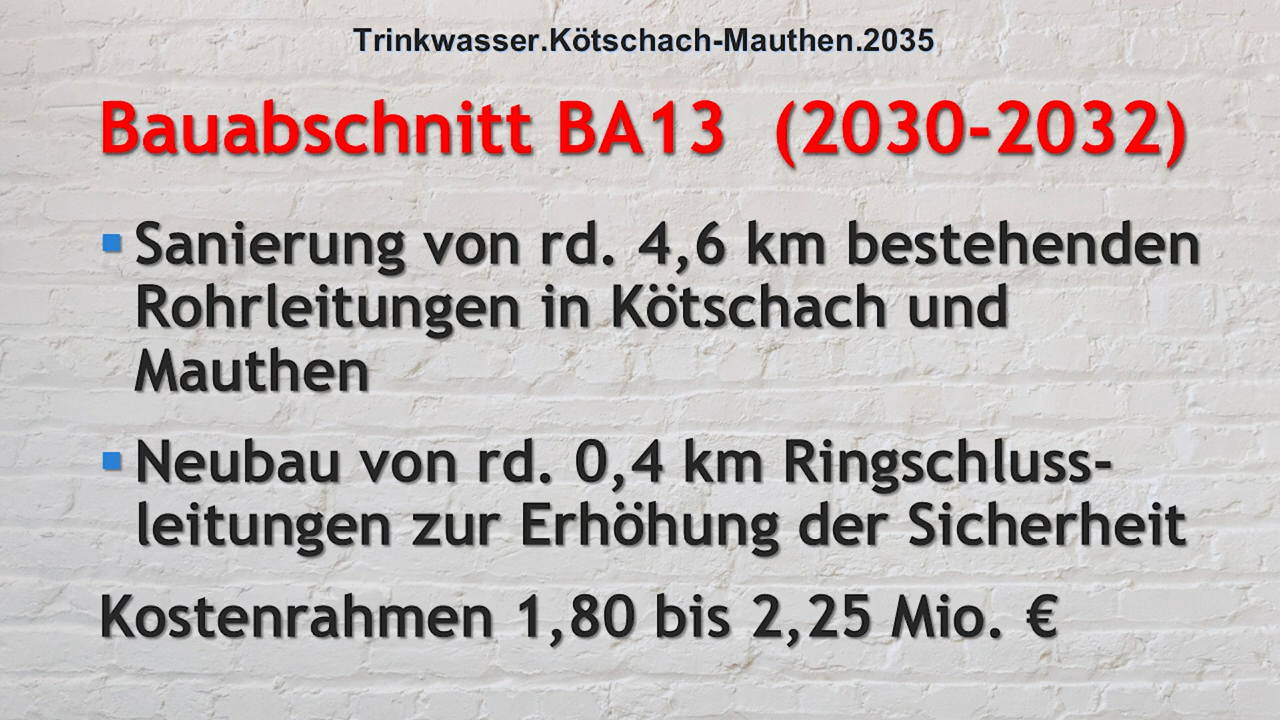 Trinkwasser.Kötschach-Mauthen.2035
Bauabschnitt BA13 (2030-2032)
▪ Sanierung von rd. 4,6 km bestehenden
Rohrleitungen in Kötschach und
Mauthen
▪ Neubau von rd. 0,4 km Ringschluss-
leitungen zur Erhöhung der Sicherheit
Kostenrahmen 1,80 bis 2,25 Mio. €